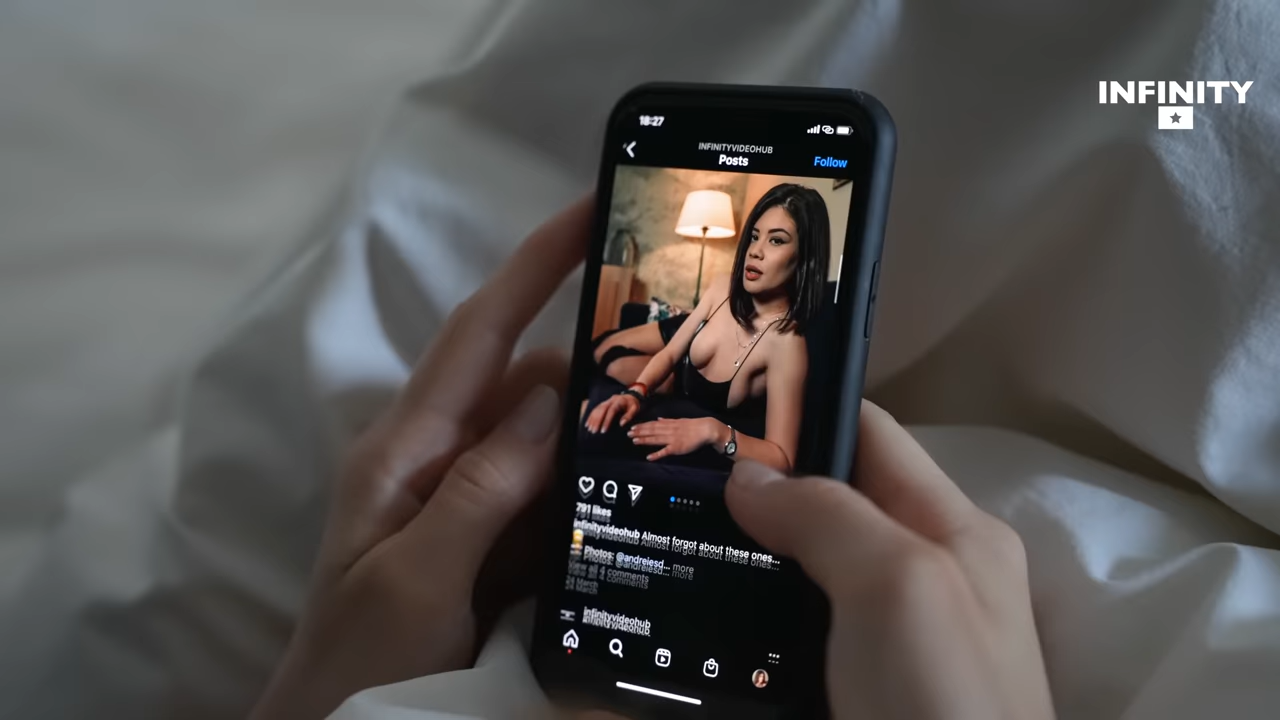 INFINITY
18:27
INFINITYVIDEOHUB
Posts
Follow
791 likes
infinityvideohub Almost forgot about these ones...
Photos: @andreiesd... more
View all 4 comments
24 March
infinityvideohub